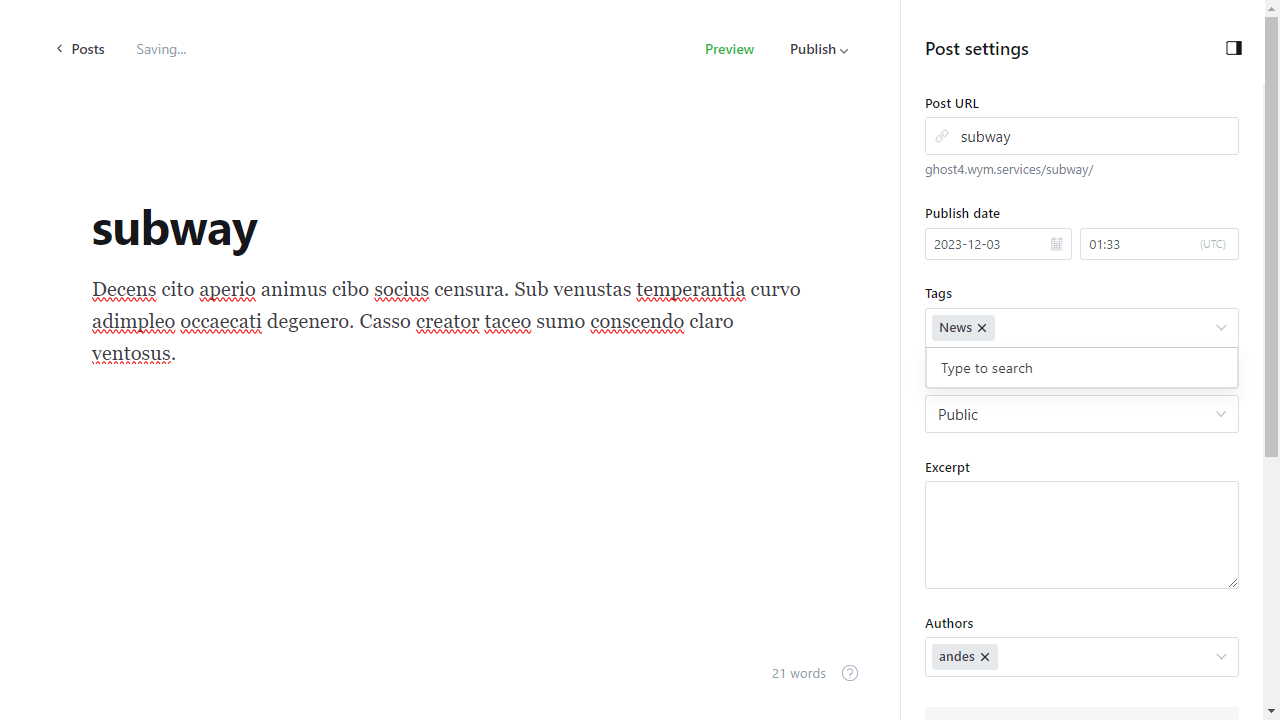 Posts
Saving...
Preview
Publish
subway
Decens cito aperio animus cibo socius censura. Sub venustas temperantia curvo
adimpleo occaecati degenero. Casso creator taceo sumo conscendo claro
ventosus.
21 words
?
Post settings
Post URL
subway
ghost4.wym.services/subway/
Publish date
2023-12-03
01:33
(UTC)
Tags
News
Type to search
Public
Excerpt
Authors
andes